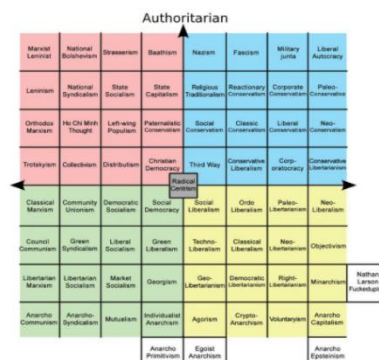 Authoritarian
Marxist Leninist
National Bolshevism
Strasserism
Baathism
Nazism
Fascism
Military junta
Liberal Autocracy
Leninism
National Syndicalism
State Socialism
State Capitalism
Religious Traditionalism
Reactionary Conservatism
Corporate Conservatism
Paleo-Conservatism
Orthodox Marxism
Ho Chi Minh Thought
Left-wing Populism
Paternalistic Conservatism
Social Conservatism
Classic Conservatism
Liberal Conservatism
Neo-Conservatism
Trotskyism
Collectivism
Distributism
Christian Democracy
Third Way
Conservative Liberalism
Corp-oratocracy
Conservative Libertarianism
Radical Centrism
Classical Marxism
Community Unionism
Democratic Socialism
Social Democracy
Social Liberalism
Ordo Liberalism
Paleo-Libertarianism
Neo-Liberalism
Council Communism
Green Syndicalism
Liberal Socialism
Green Liberalism
Techno-Liberalism
Classical Liberalism
Neo-Libertarianism
Objectivism
Libertarian Marxism
Libertarian Socialism
Market Socialism
Georgism
Geo-Libertarianism
Democratic Libertarianism
Right-Libertarianism
Minarchism
Nathan Larson
Anarcho Communism
Anarcho-Syndicalism
Mutualism
Individualist Anarchism
Agorism
Crypto-Anarchism
Voluntaryism
Anarcho Capitalism
Anarcho Primitivism
Egoist Anarchism
Anarcho Epsteinism